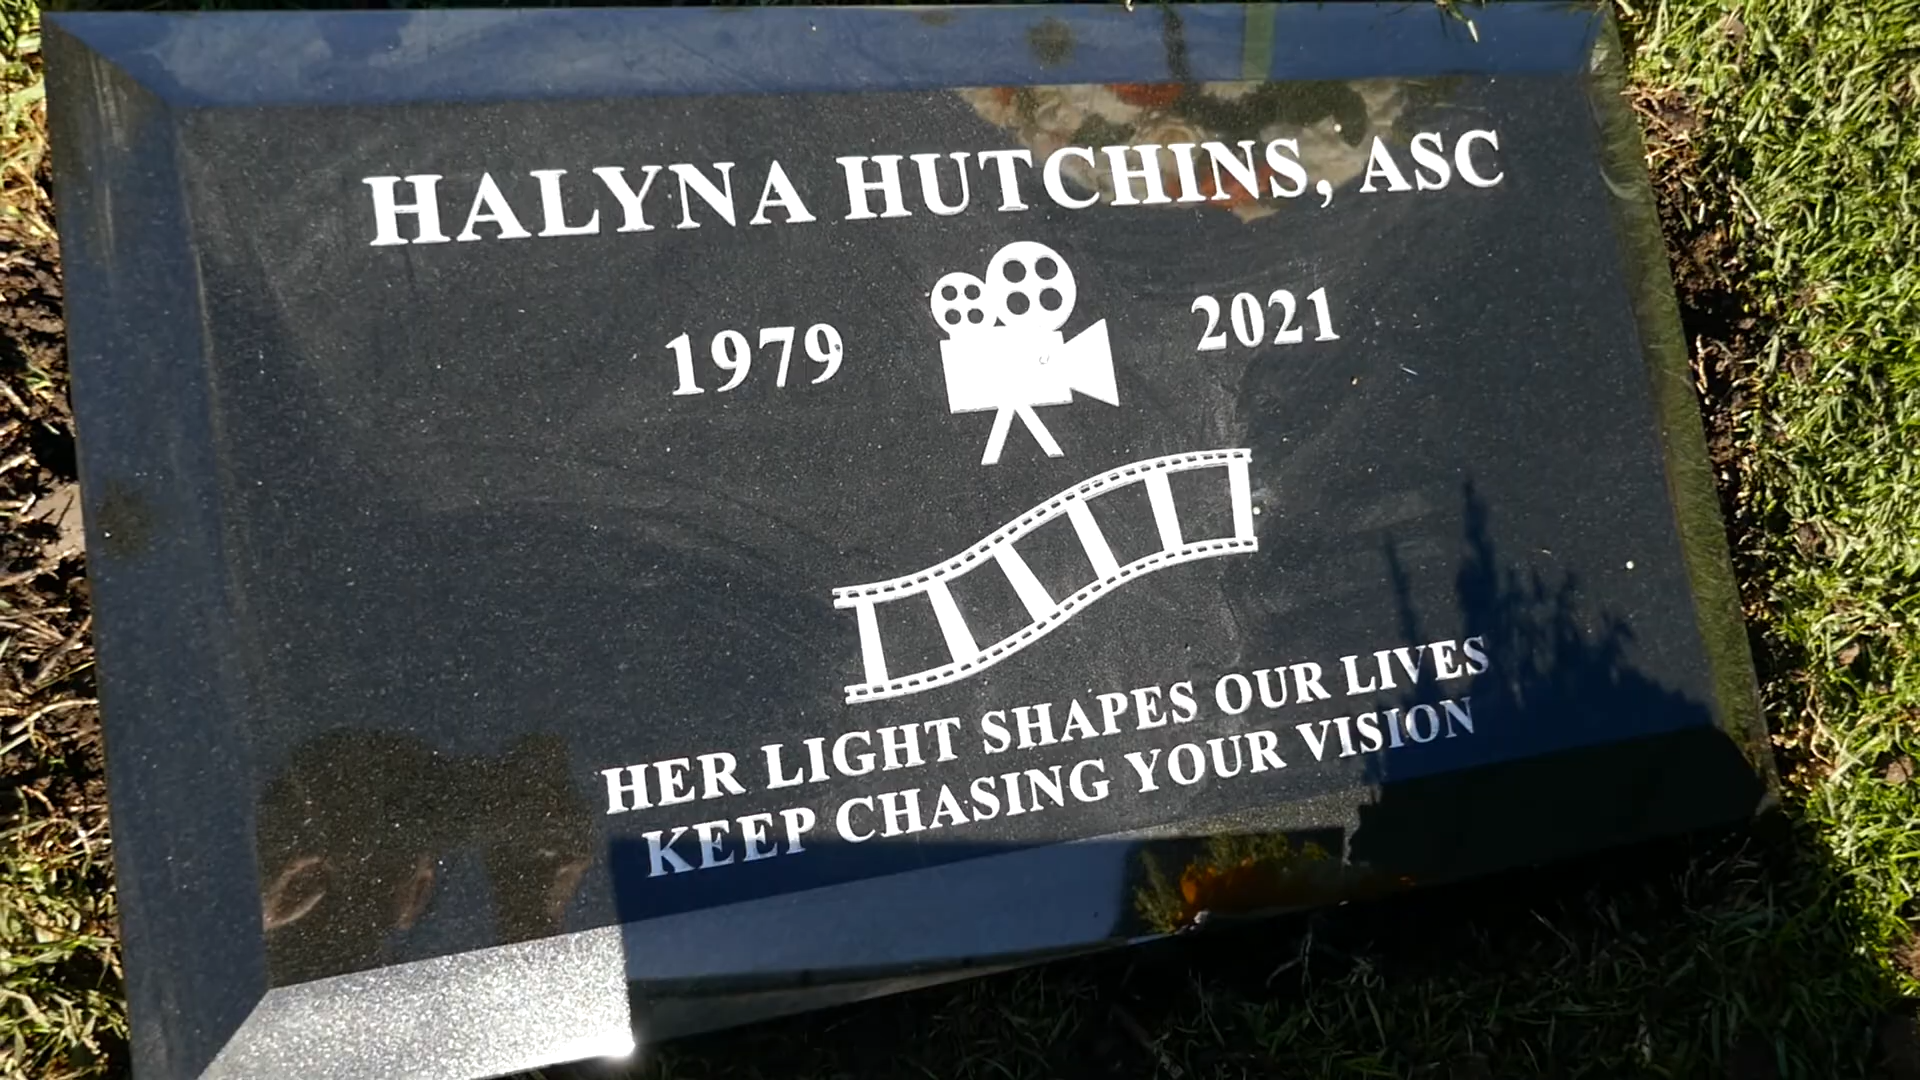 HALYNA HUTCHINS, ASC
1979 2021
HER LIGHT SHAPES OUR LIVES
KEEP CHASING YOUR VISION